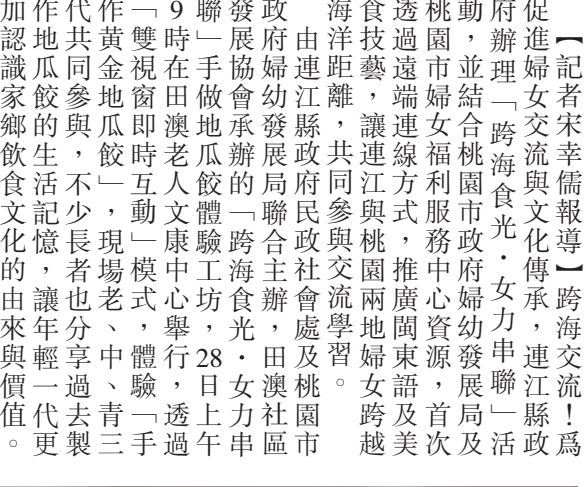 【記者宋幸儒報導】跨海交流！爲
促進婦女交流與文化傳承，連江縣政
府辦理「跨海食光・女力串聯」活
動，並結合桃園市政府婦幼發展局及
桃園市婦女福利服務中心資源，首次
透過遠端連線方式，推廣閩東語及美
食技藝，讓連江與桃園兩地婦女跨越
海洋距離，共同參與交流學習。
由連江縣政府民政社會處及桃園市
政府婦幼發展局聯合主辦，田澳社區
發展協會承辦的「跨海食光・女力串
聯」手做地瓜餃體驗工坊，28日上午
9時在田澳老人文康中心舉行，透過
「雙視窗即時互動」模式，體驗「手
作黃金地瓜餃」，現場老、中、青三
代共同參與，不少長者也分享過去製
作地瓜餃的生活記憶，讓年輕一代更
加認識家鄉飲食文化的由來與價值。